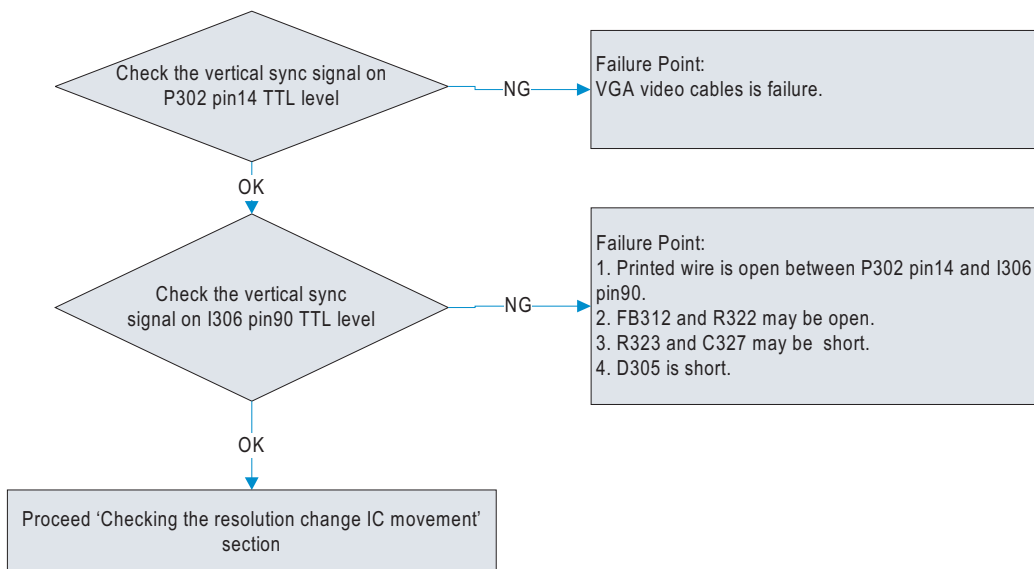 Check the vertical sync signal on
P302 pin14 TTL level
NG
Failure Point:
VGA video cables is failure.
OK
Check the vertical sync
signal on I306 pin90 TTL level
NG
Failure Point:
1. Printed wire is open between P302 pin14 and I306
pin90.
2. FB312 and R322 may be open.
3. R323 and C327 may be  short.
4. D305 is short.
OK
Proceed ‘Checking the resolution change IC movement’
section